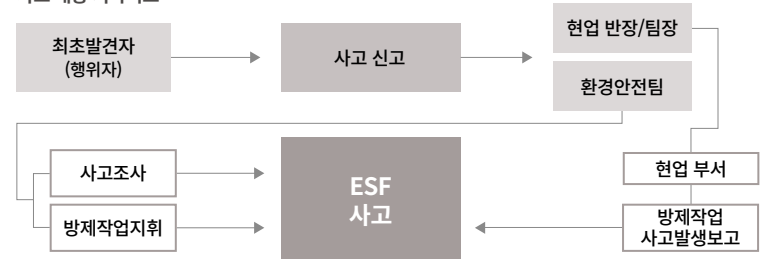 최초발견자
(행위자)
사고 신고
현업 반장/팀장
환경안전팀
사고조사
방제작업지휘
ESF
사고
현업 부서
방제작업
사고발생보고